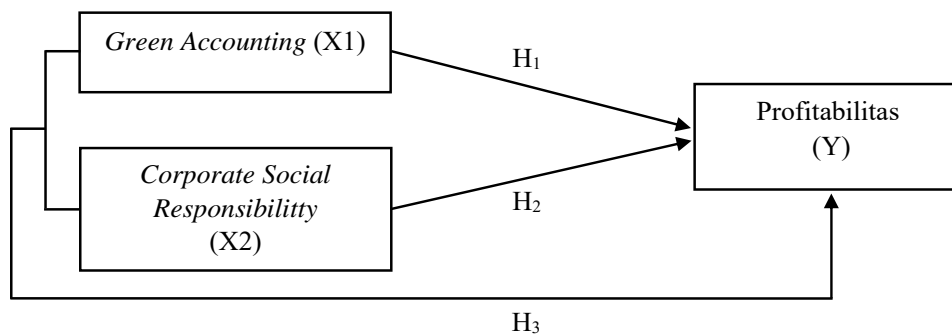 Green Accounting (X1)
H1
Profitabilitas
(Y)
Corporate Social
Responsibilitty
(X2)
H2
H3